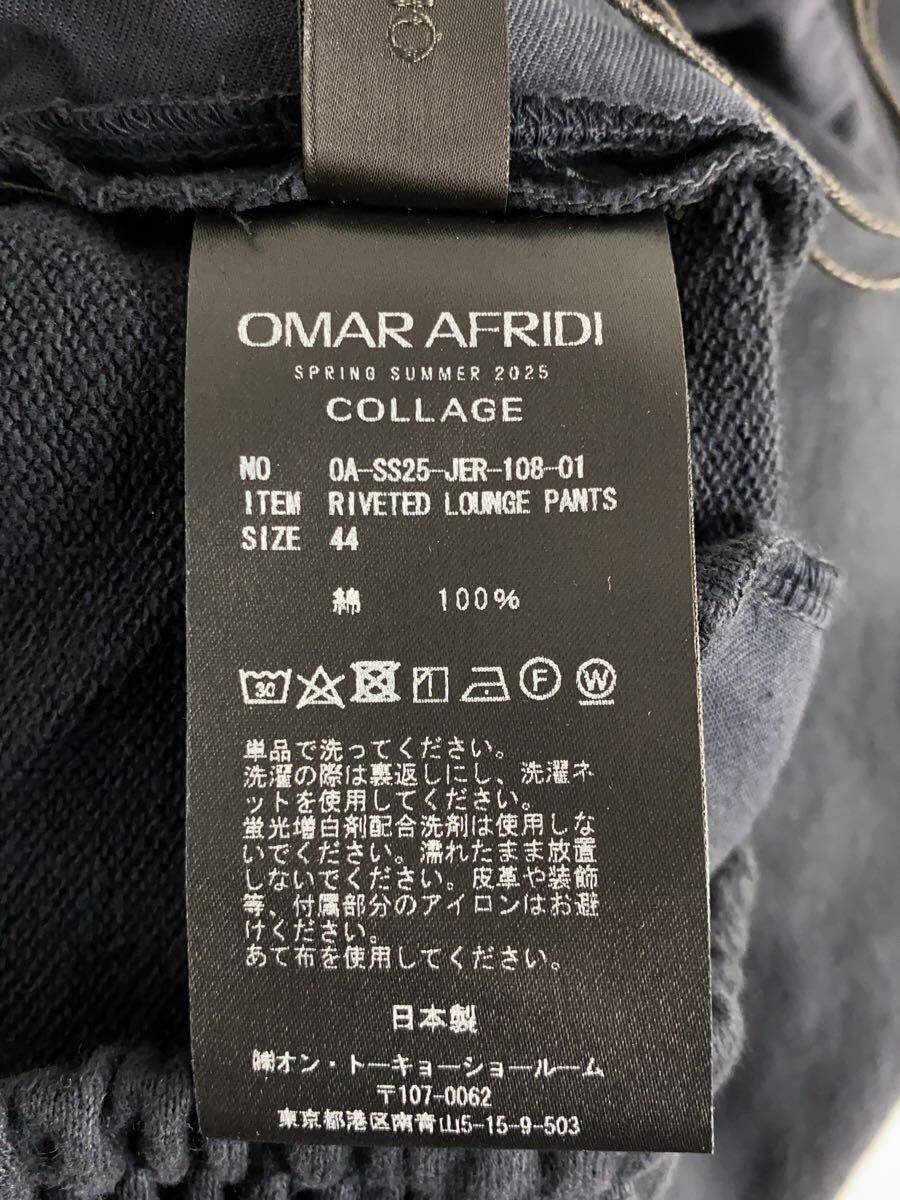 OMAR AFRIDI
SPRING SUMMER 2025
COLLAGE
NO OA-SS25-JER-108-01
ITEM RIVETED LOUNGE PANTS
SIZE 44
綿 100%
30 F W
単品で洗ってください。
洗濯の際は裏返しにし、洗濯ネ
ットを使用してください。
蛍光増白剤配合洗剤は使用しな
いでください。濡れたまま放置
しないでください。皮革や装飾
等、付属部分のアイロンはお避
けください。
あて布を使用してください。
日本製
㈱オン・トーキョーショールーム
〒107-0062
東京都港区南青山5-15-9-503